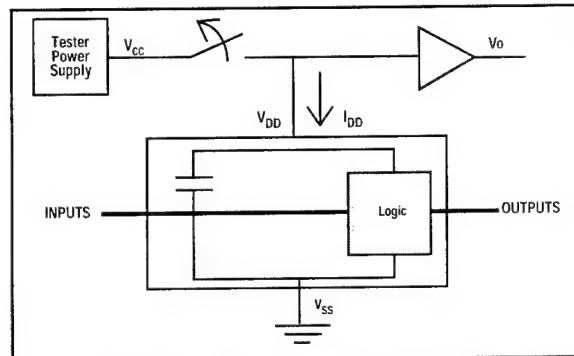 Tester
Power
Supply
VCC
Vo
VDD
IDD
INPUTS
Logic
OUTPUTS
VSS